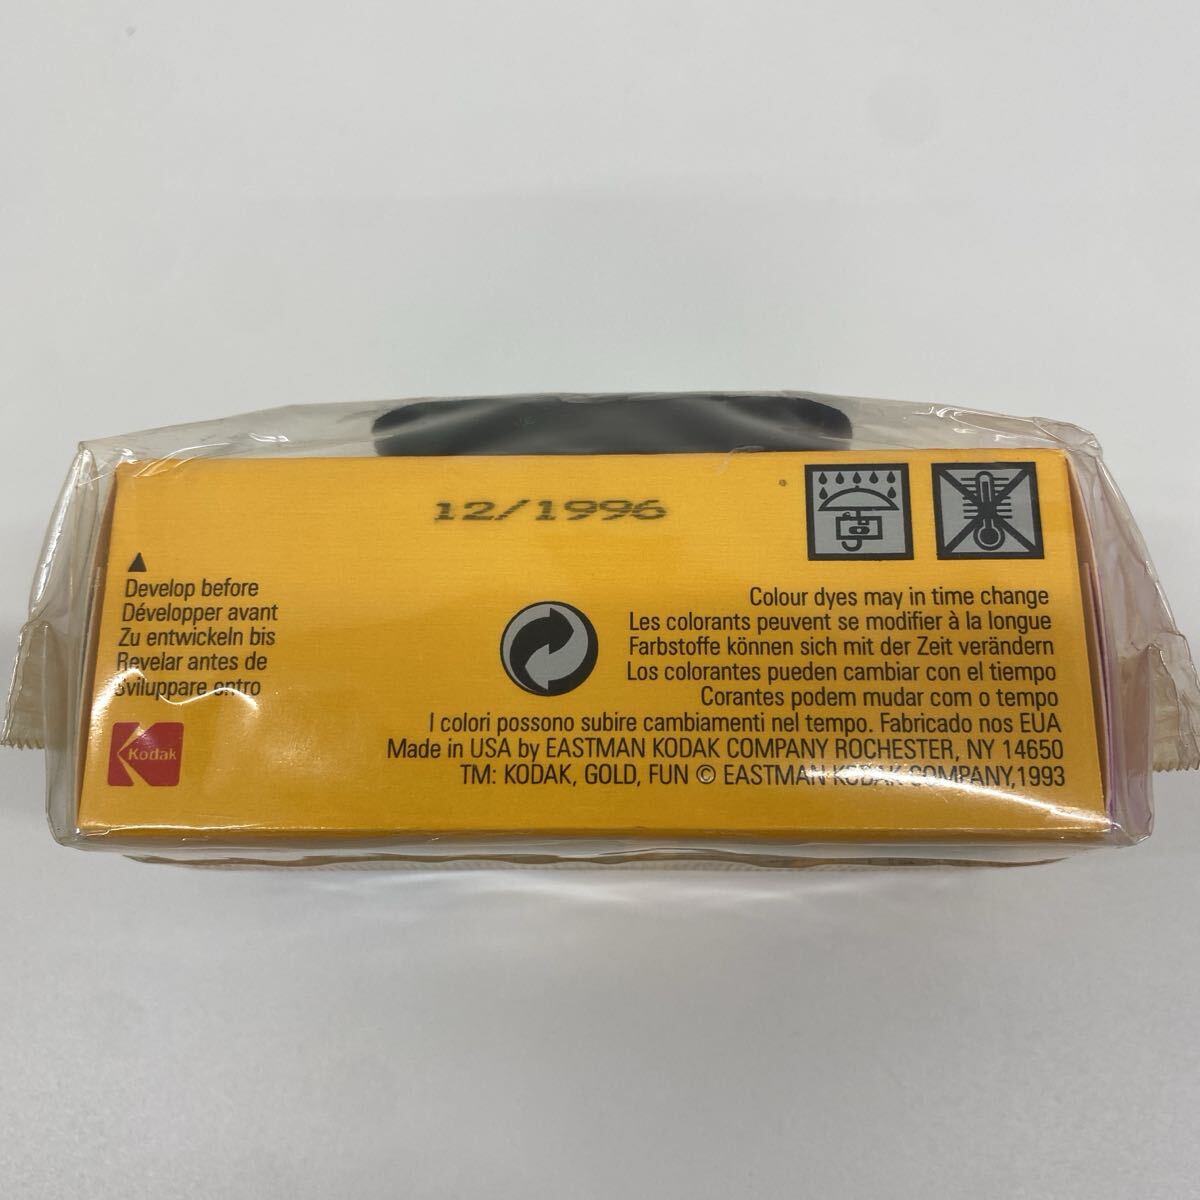 12/1996
Develop before
Développer avant
Zu entwickeln bis
Revelar antes de
Sviluppare entro
Kodak
Colour dyes may in time change
Les colorants peuvent se modifier à la longue
Farbstoffe können sich mit der Zeit verändern
Los colorantes pueden cambiar con el tiempo
Corantes podem mudar com o tempo
I colori possono subire cambiamenti nel tempo. Fabricado nos EUA
Made in USA by EASTMAN KODAK COMPANY ROCHESTER, NY 14650
TM: KODAK, GOLD, FUN © EASTMAN KODAK COMPANY,1993